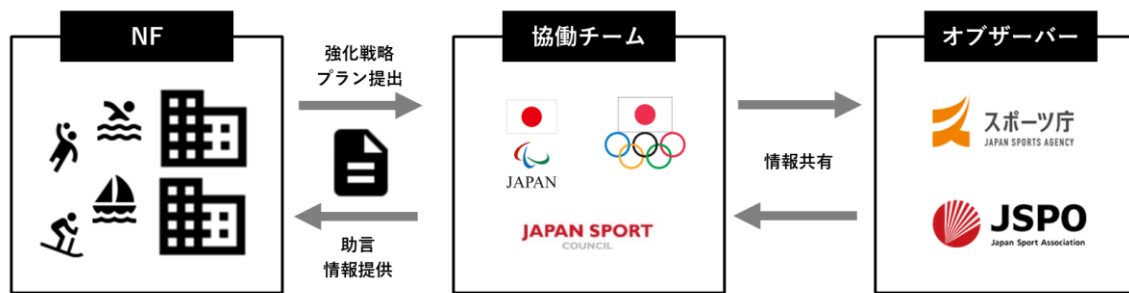 NF
協働チーム
オブザーバー
強化戦略
プラン提出
助言
情報提供
JAPAN
JAPAN SPORT
COUNCIL
情報共有
スポーツ庁
JAPAN SPORTS AGENCY
JSPO
Japan Sport Association